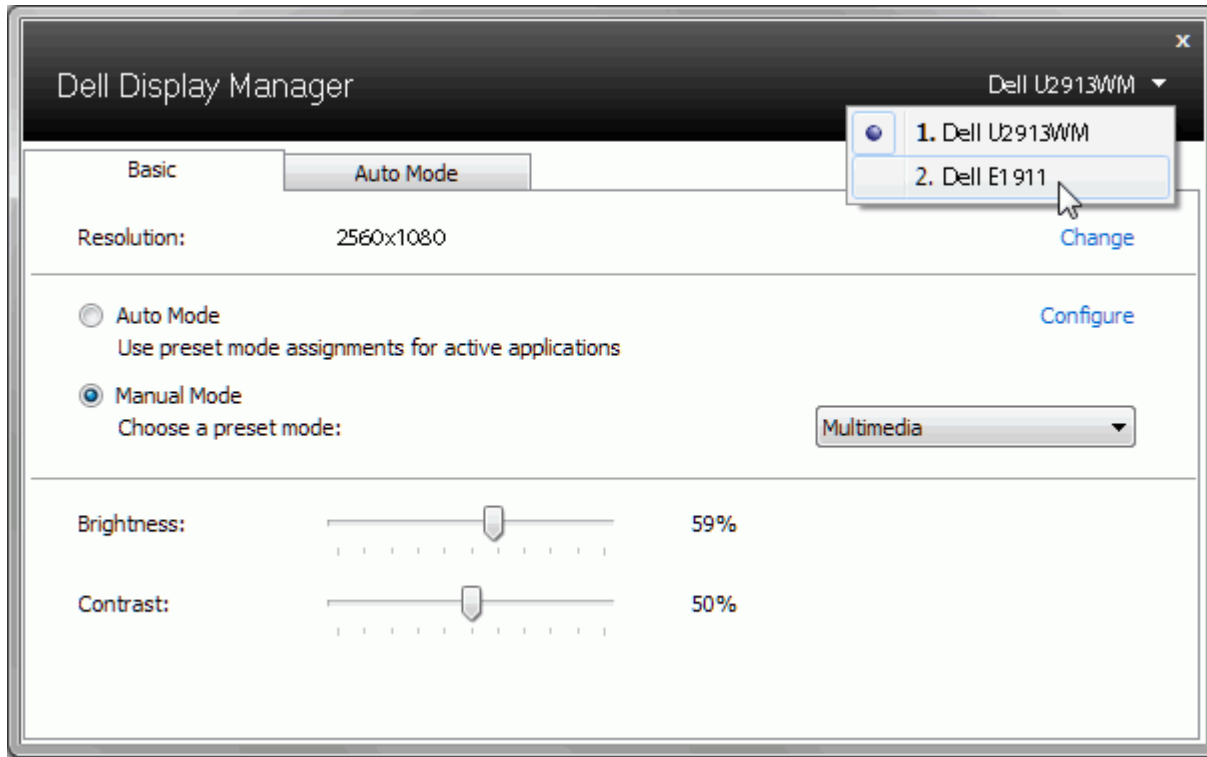 x
Dell Display Manager
Dell U2913WM
1. Dell U2913WM
2. Dell E1911
Basic
Auto Mode
Resolution:
2560x1080
Change
Auto Mode
Configure
Use preset mode assignments for active applications
Manual Mode
Choose a preset mode:
Multimedia
Brightness:
59%
Contrast:
50%